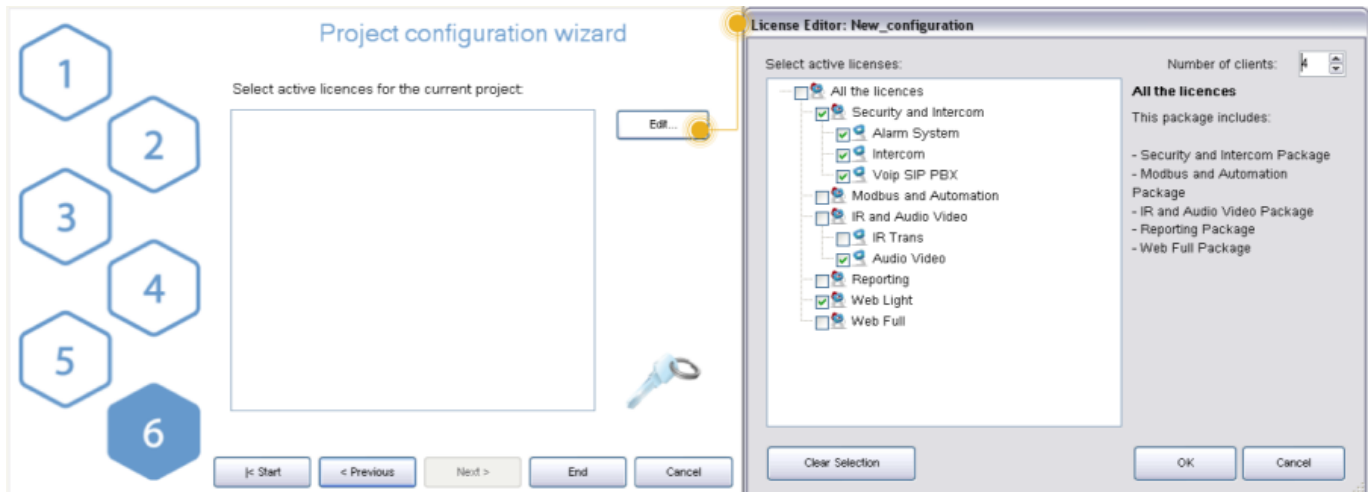 Project configuration wizard
1
2
3
4
5
6
Select active licences for the current project:
Edit...
|< Start
< Previous
Next >
End
Cancel
License Editor: New_configuration
Select active licenses:
Number of clients: 4
All the licences
Security and Intercom
Alarm System
Intercom
Voip SIP PBX
Modbus and Automation
IR and Audio Video
IR Trans
Audio Video
Reporting
Web Light
Web Full
All the licences
This package includes:
- Security and Intercom Package
- Modbus and Automation
Package
- IR and Audio Video Package
- Reporting Package
- Web Full Package
Clear Selection
OK
Cancel